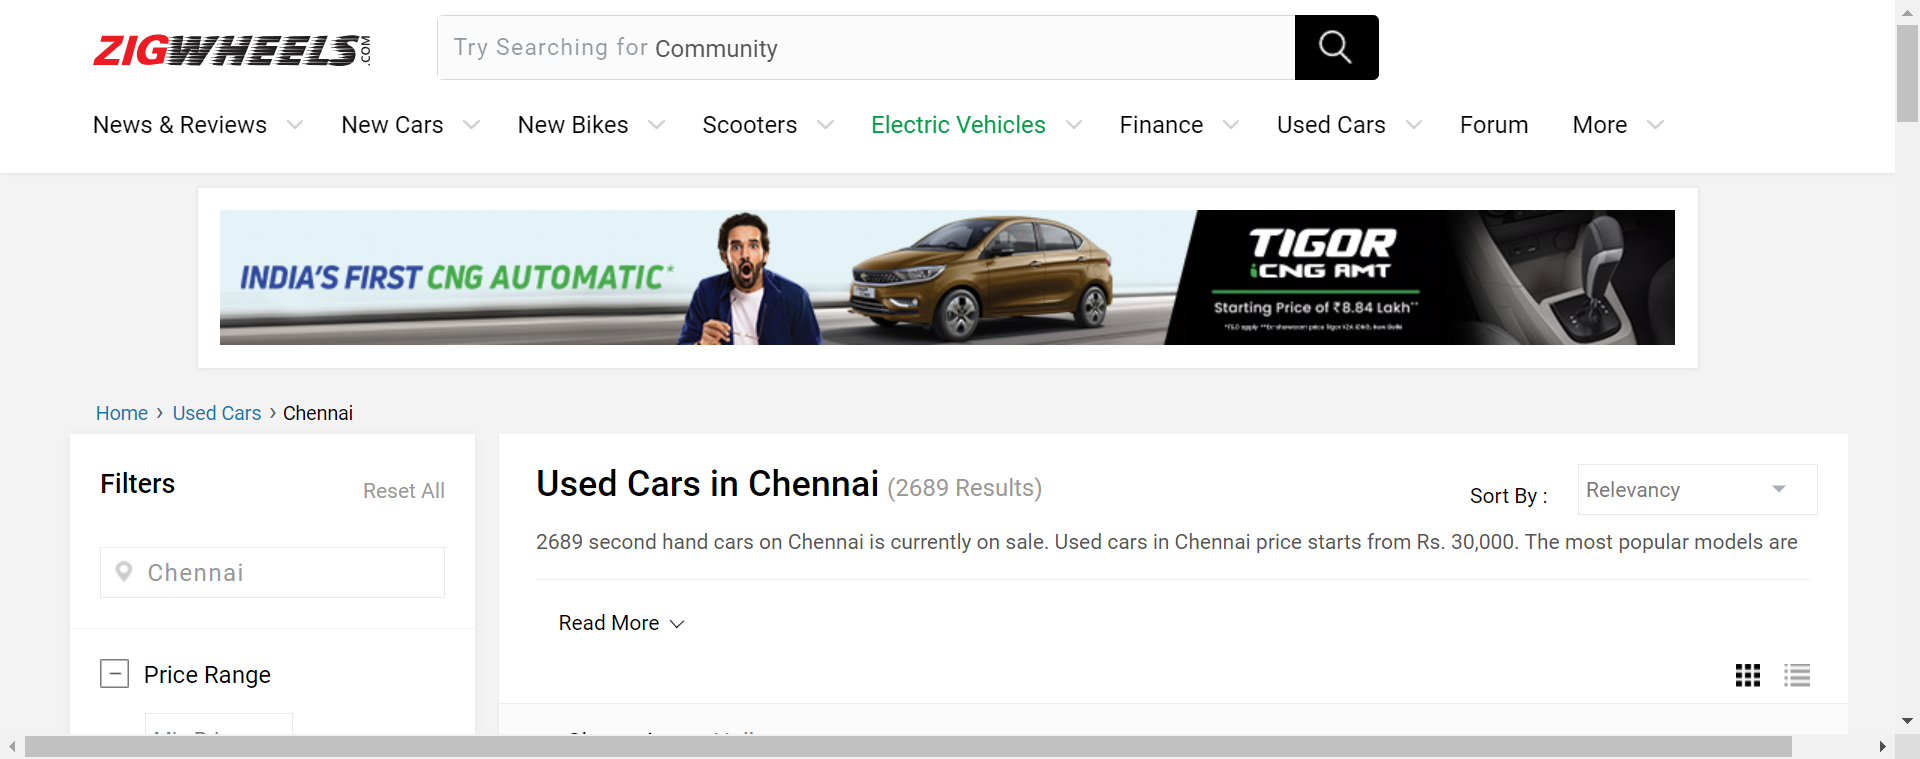 ZIGWHEELS.COM
Try Searching for Community
News & Reviews
New Cars
New Bikes
Scooters
Electric Vehicles
Finance
Used Cars
Forum
More
INDIA'S FIRST CNG AUTOMATIC*
TIGOR
iCNG AMT
Starting Price of ₹8.84 Lakh**
Home › Used Cars › Chennai
Filters
Reset All
Chennai
Price Range
Used Cars in Chennai (2689 Results)
Sort By :
Relevancy
2689 second hand cars on Chennai is currently on sale. Used cars in Chennai price starts from Rs. 30,000. The most popular models are
Read More